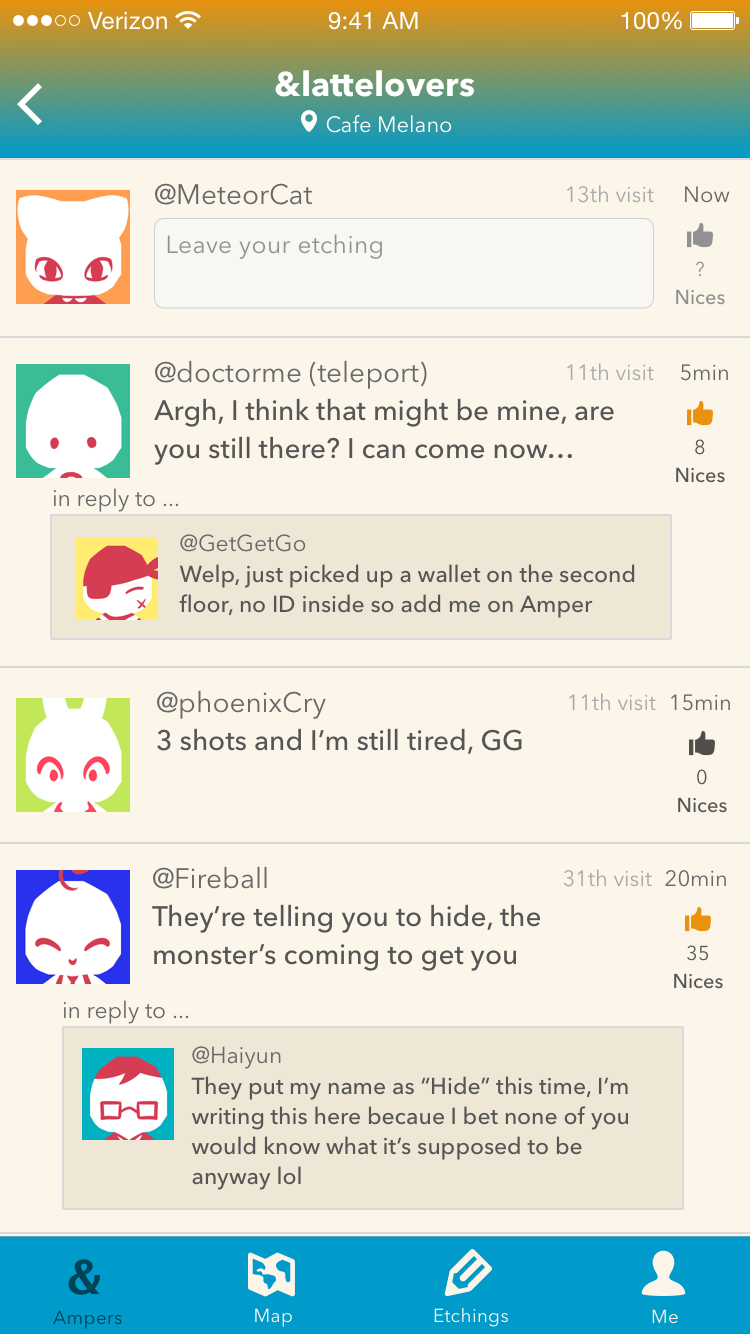 Verizon 9:41 AM 100%
&lattelovers
Cafe Melano
@MeteorCat 13th visit Now
Leave your etching
?
Nices
@doctorme (teleport) 11th visit 5min
Argh, I think that might be mine, are
you still there? I can come now...
8
Nices
in reply to ...
@GetGetGo
Welp, just picked up a wallet on the second
floor, no ID inside so add me on Amper
@phoenixCry 11th visit 15min
3 shots and I’m still tired, GG
0
Nices
@Fireball 31th visit 20min
They’re telling you to hide, the
monster’s coming to get you
35
Nices
in reply to ...
@Haiyun
They put my name as “Hide” this time, I’m
writing this here becaue I bet none of you
would know what it’s supposed to be
anyway lol
&
Ampers Map Etchings Me